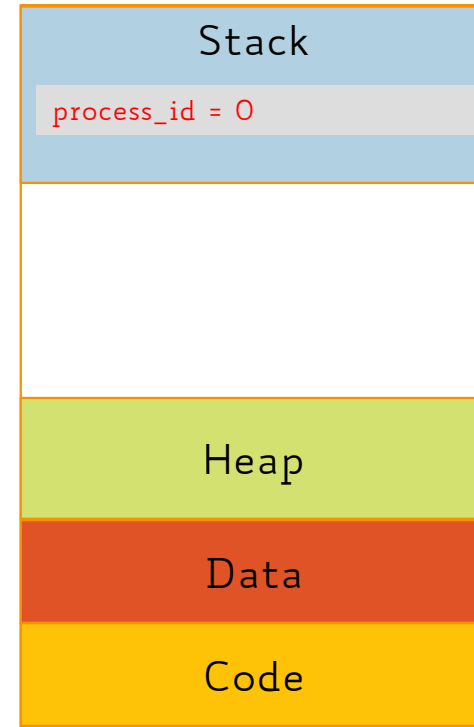 Stack
process_id = 0
Heap
Data
Code